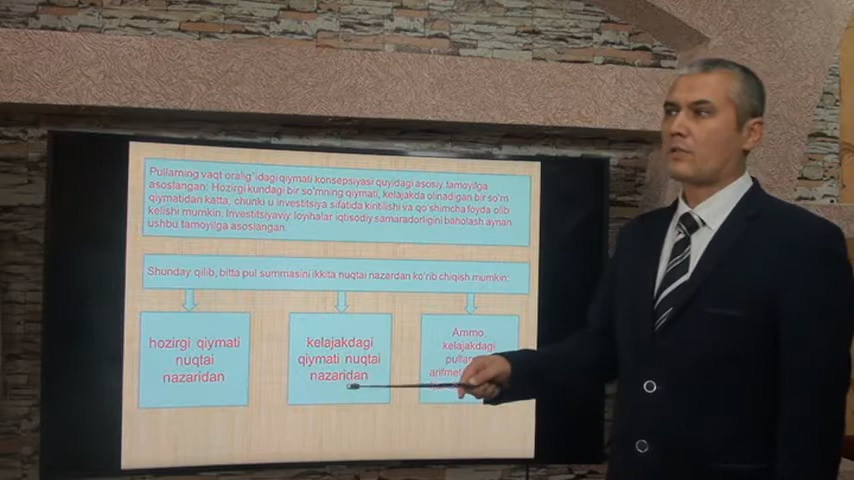 Pullarning vaqt oralig'idagi qiymati konsepsiyasi quyidagi asosiy tamoyilga
asoslangan: Hozirgi kundagi bir so'mning qiymati, kelajakda olinadigan bir so'm
qiymatidan katta, chunki u investitsiya sifatida kiritilishi va qo'shimcha foyda olib
kelishi mumkin. Investitsiyaviy loyihalar iqtisodiy samaradorligini baholash aynan
ushbu tamoyilga asoslangan.
Shunday qilib, bitta pul summasini ikkita nuqtai nazardan ko'rib chiqish mumkin:
hozirgi qiymati
nuqtai
nazaridan
kelajakdagi
qiymati nuqtai
nazaridan
Ammo
kelajakdagi